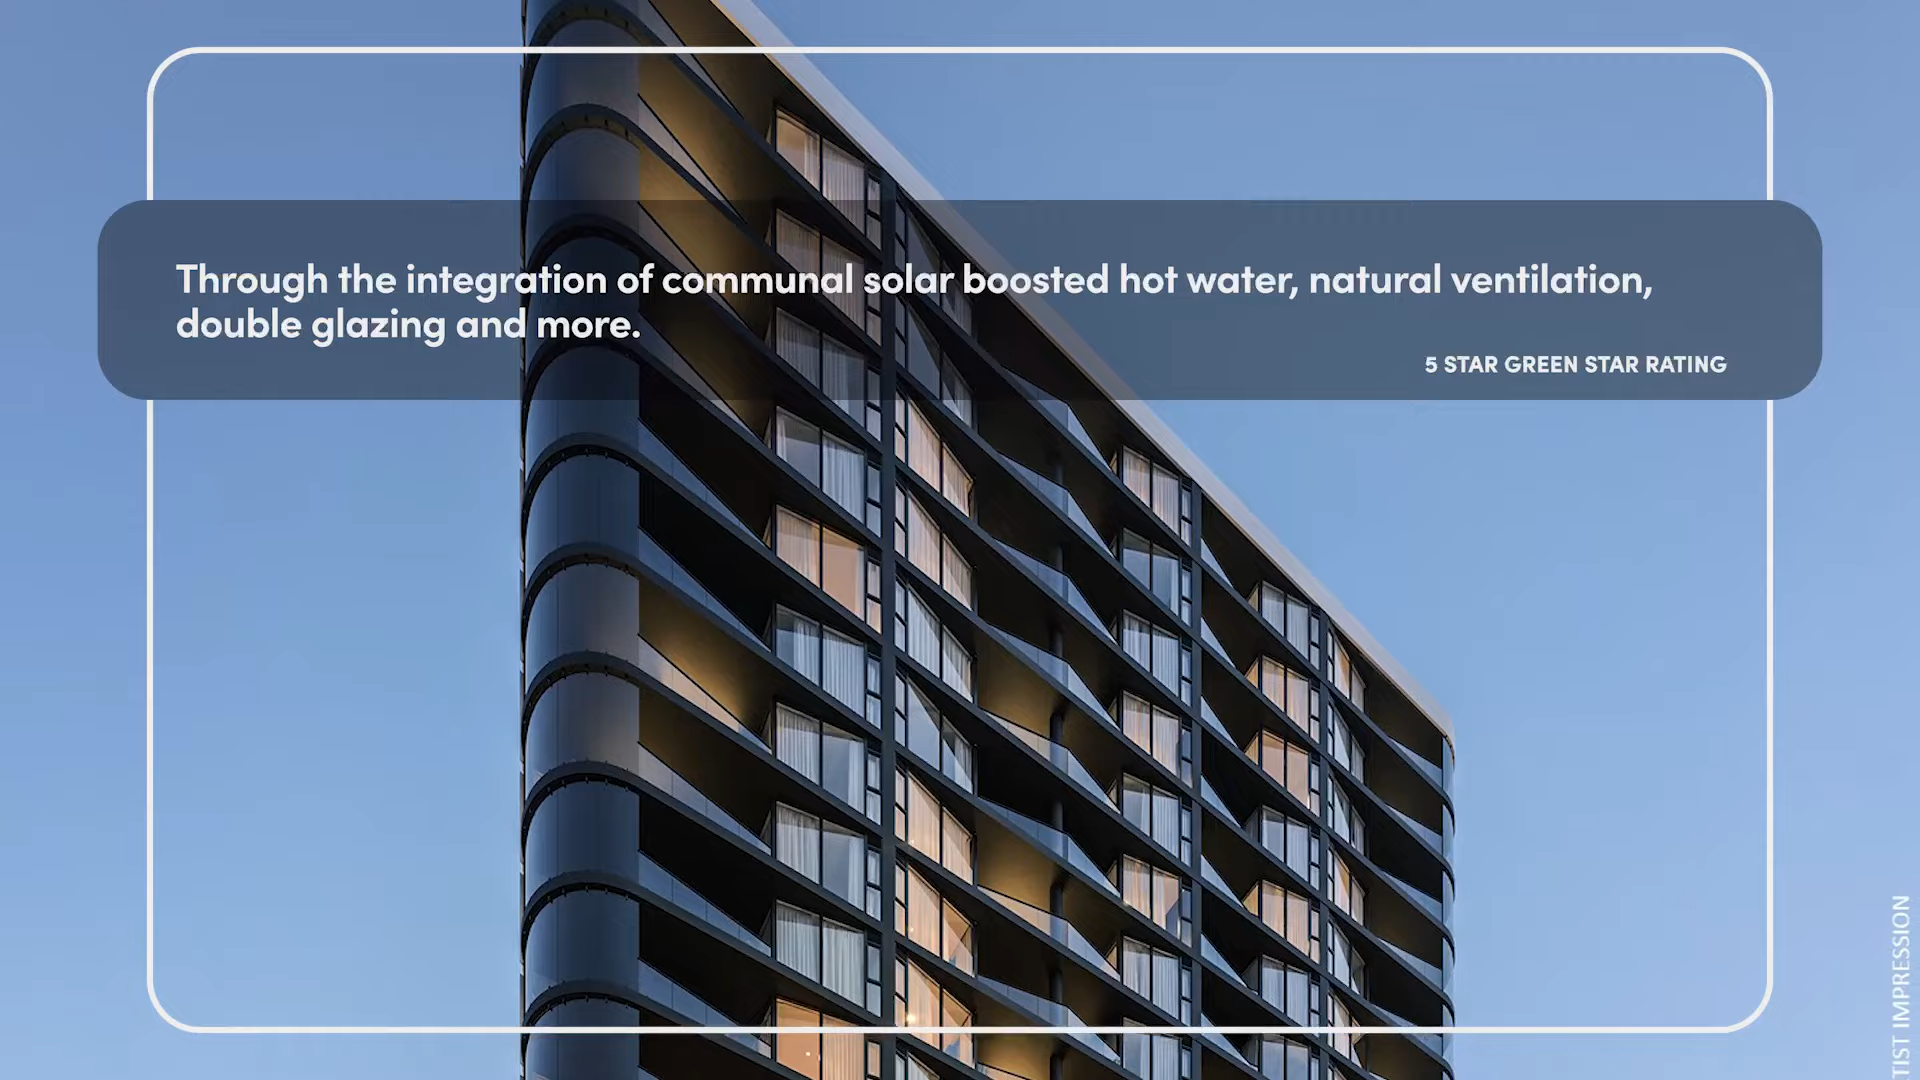 Through the integration of communal solar boosted hot water, natural ventilation,
double glazing and more.
5 STAR GREEN STAR RATING
IMPRESSION